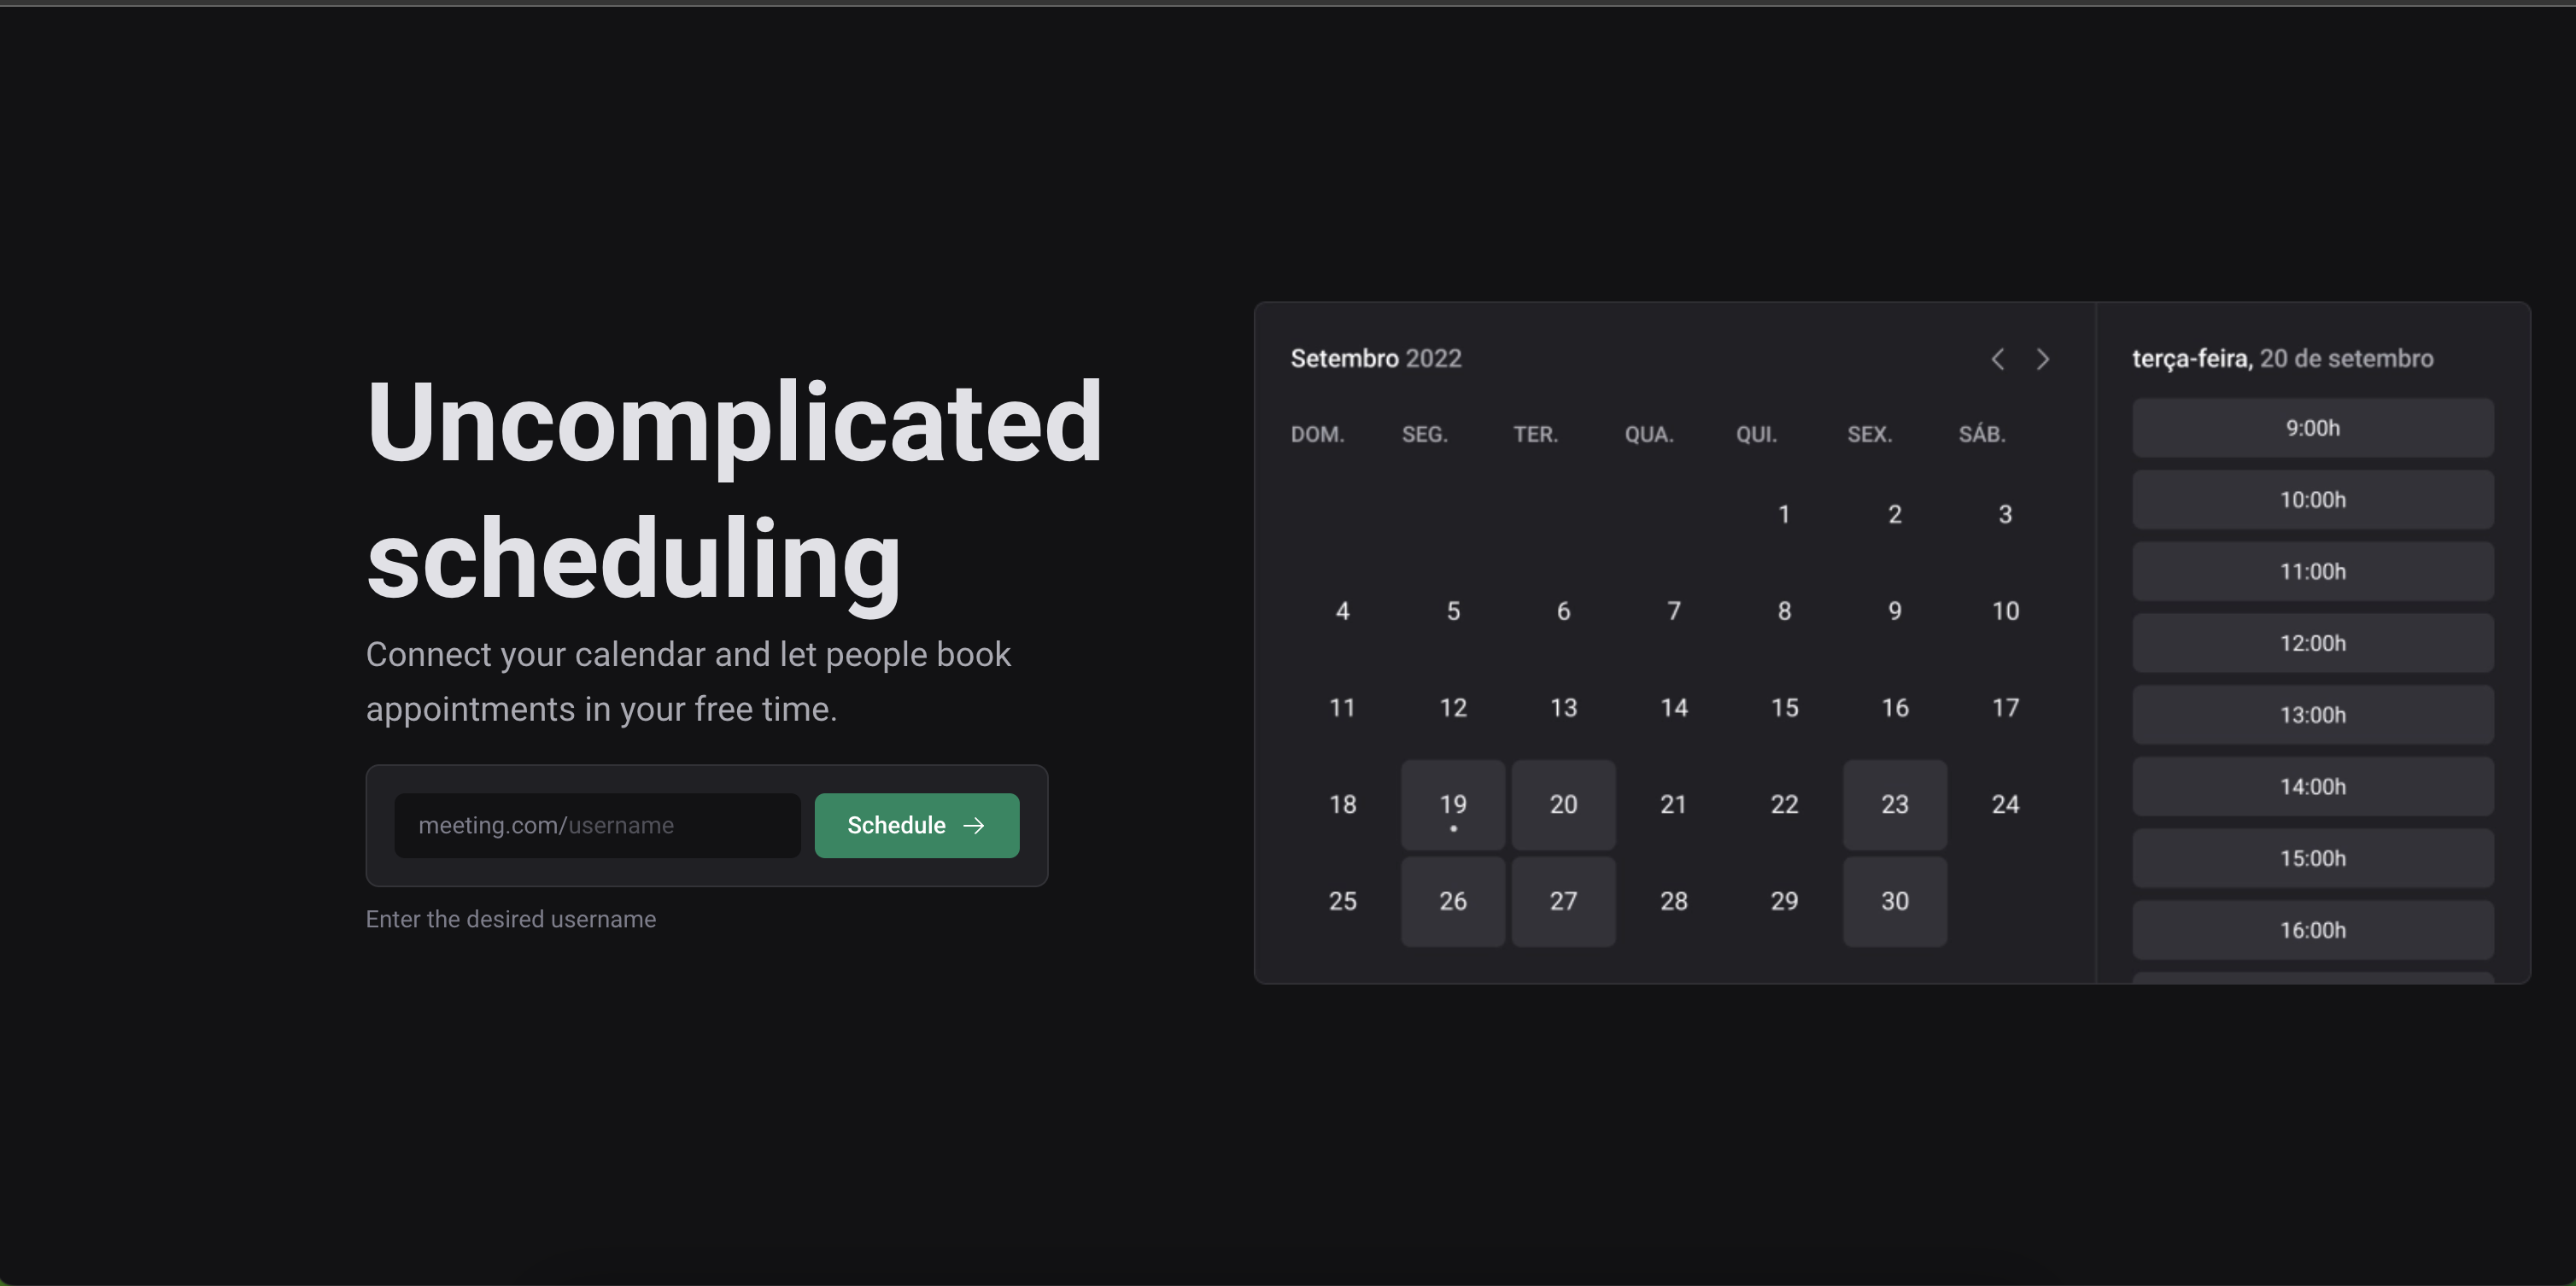 Uncomplicated
scheduling
Connect your calendar and let people book
appointments in your free time.
meeting.com/username
Schedule →
Enter the desired username
Setembro 2022
DOM. SEG. TER. QUA. QUI. SEX. SÁB.
1 2 3
4 5 6 7 8 9 10
11 12 13 14 15 16 17
18 19 20 21 22 23 24
25 26 27 28 29 30
terça-feira, 20 de setembro
9:00h
10:00h
11:00h
12:00h
13:00h
14:00h
15:00h
16:00h